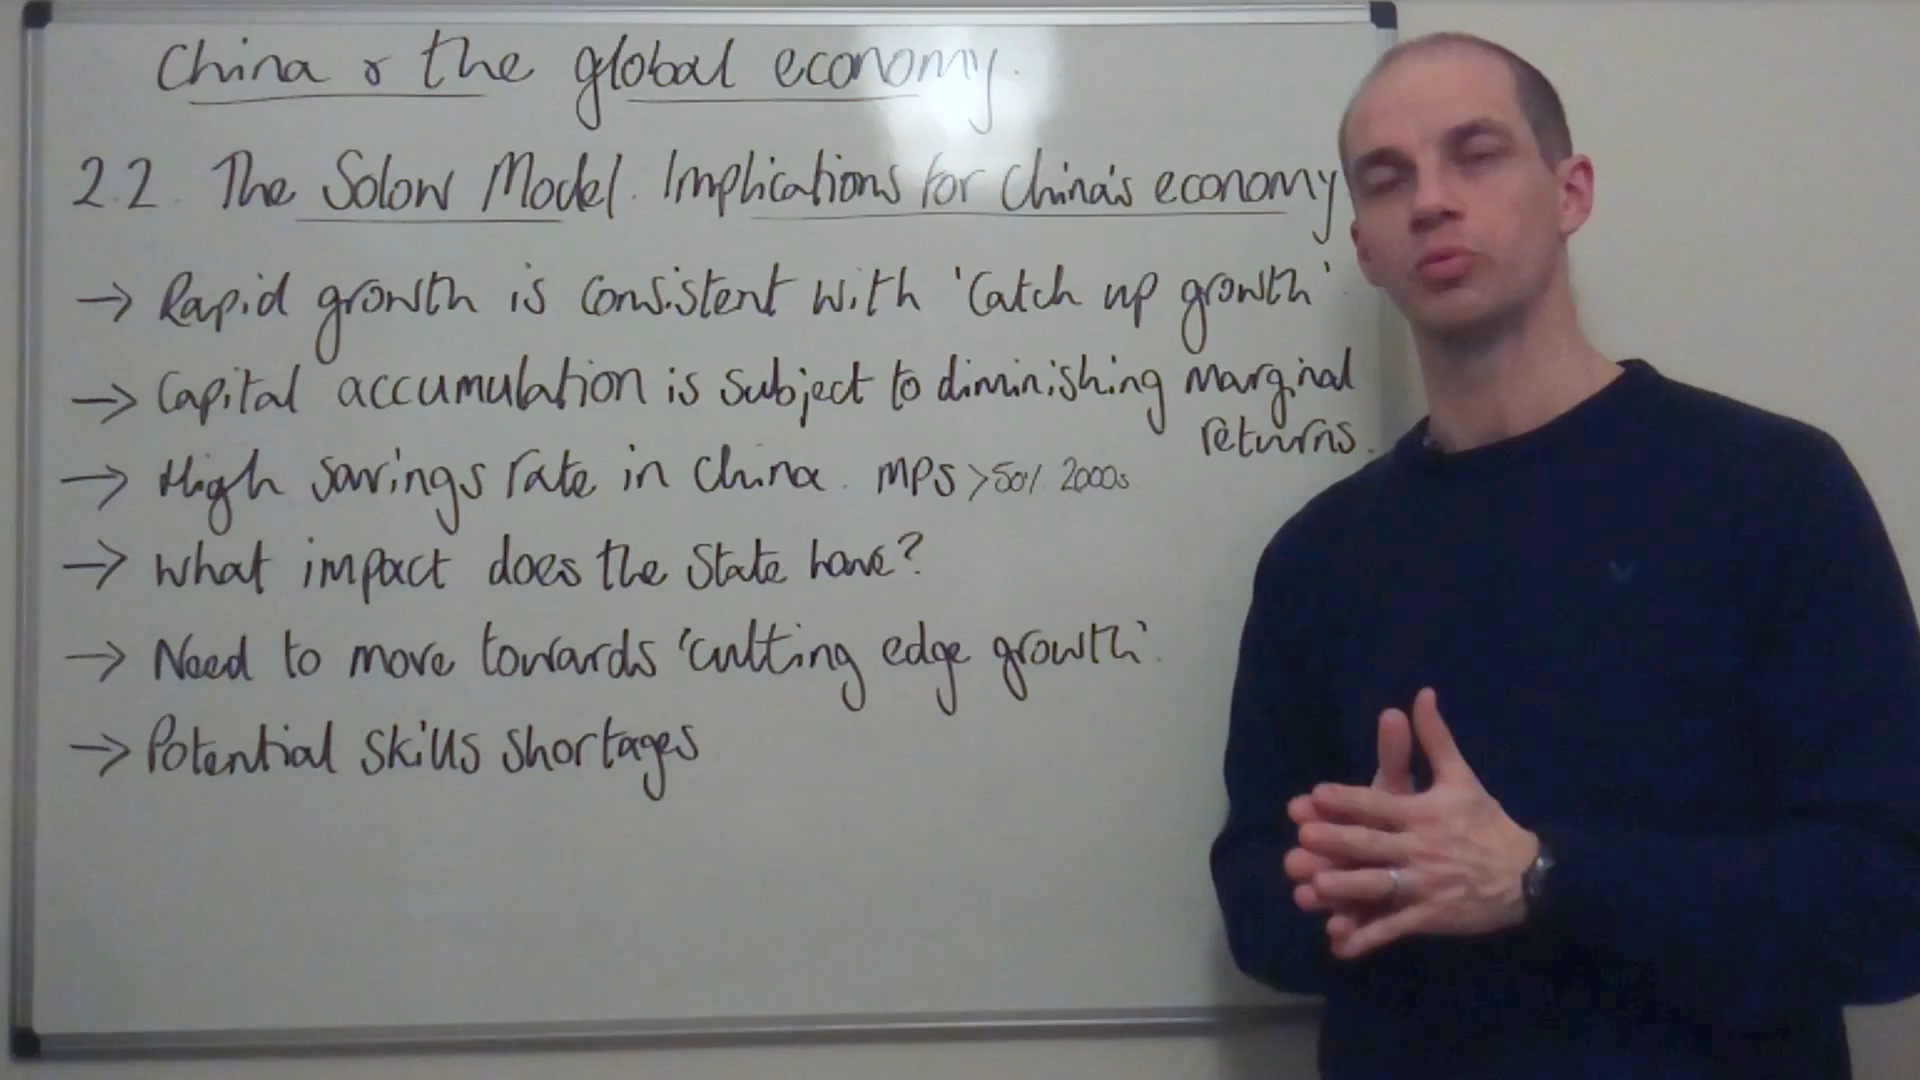 China & the global economy.
2.2. The Solow Model. Implications for China's economy
→ Rapid growth is consistent with 'catch up growth'
→ Capital accumulation is subject to diminishing marginal
returns.
→ High savings rate in China. MPS >50% 2000s
→ What impact does the State have?
→ Need to move towards 'cutting edge growth'.
→ Potential skills shortages